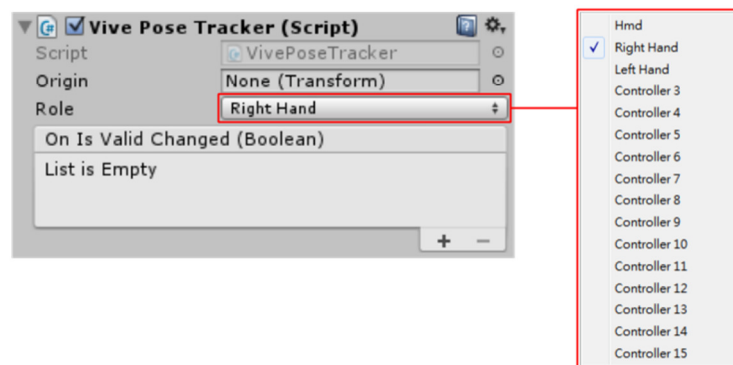 Vive Pose Tracker (Script)
Script VivePoseTracker
Origin None (Transform)
Role Right Hand
On Is Valid Changed (Boolean)
List is Empty
Hmd
Right Hand
Left Hand
Controller 3
Controller 4
Controller 5
Controller 6
Controller 7
Controller 8
Controller 9
Controller 10
Controller 11
Controller 12
Controller 13
Controller 14
Controller 15